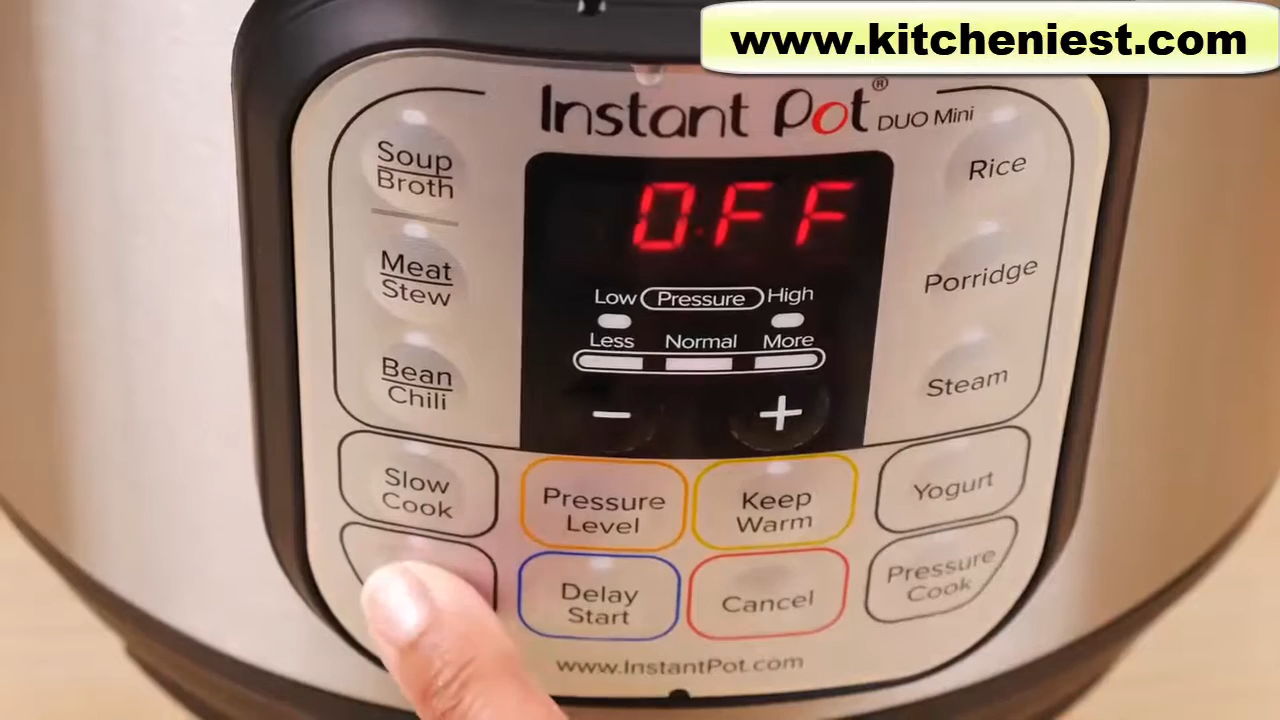 www.kitcheniest.com
Instant Pot®
DUO Mini
Soup
Broth
Meat
Stew
Bean
Chili
OFF
Low Pressure High
Less Normal More
− +
Rice
Porridge
Steam
Slow
Cook
Pressure
Level
Keep
Warm
Yogurt
Delay
Start
Cancel
Pressure
Cook
www.InstantPot.com